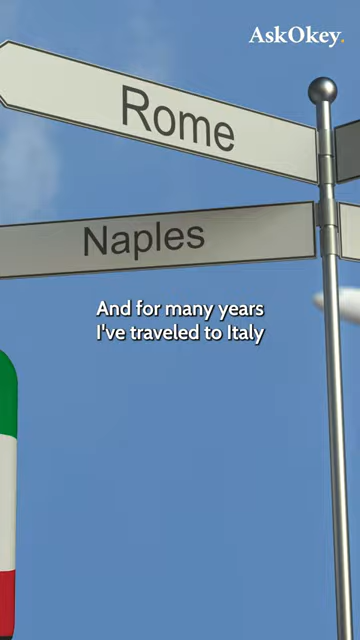 AskOkey.
Rome
Naples
And for many years
I've traveled to Italy